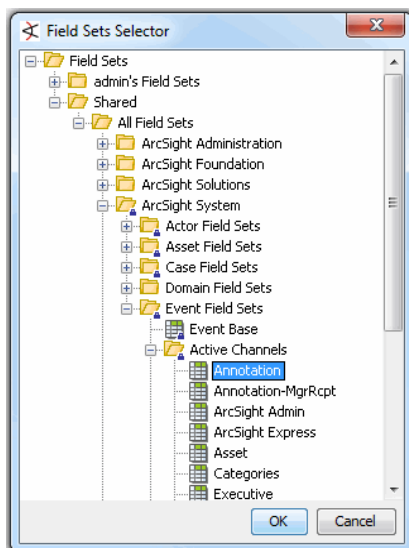 Field Sets Selector
Field Sets
admin's Field Sets
Shared
All Field Sets
ArcSight Administration
ArcSight Foundation
ArcSight Solutions
ArcSight System
Actor Field Sets
Asset Field Sets
Case Field Sets
Domain Field Sets
Event Field Sets
Event Base
Active Channels
Annotation
Annotation-MgrRcpt
ArcSight Admin
ArcSight Express
Asset
Categories
Executive
OK Cancel